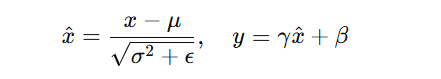 x̂ = (x − μ) / √(σ² + ϵ),   y = γx̂ + β